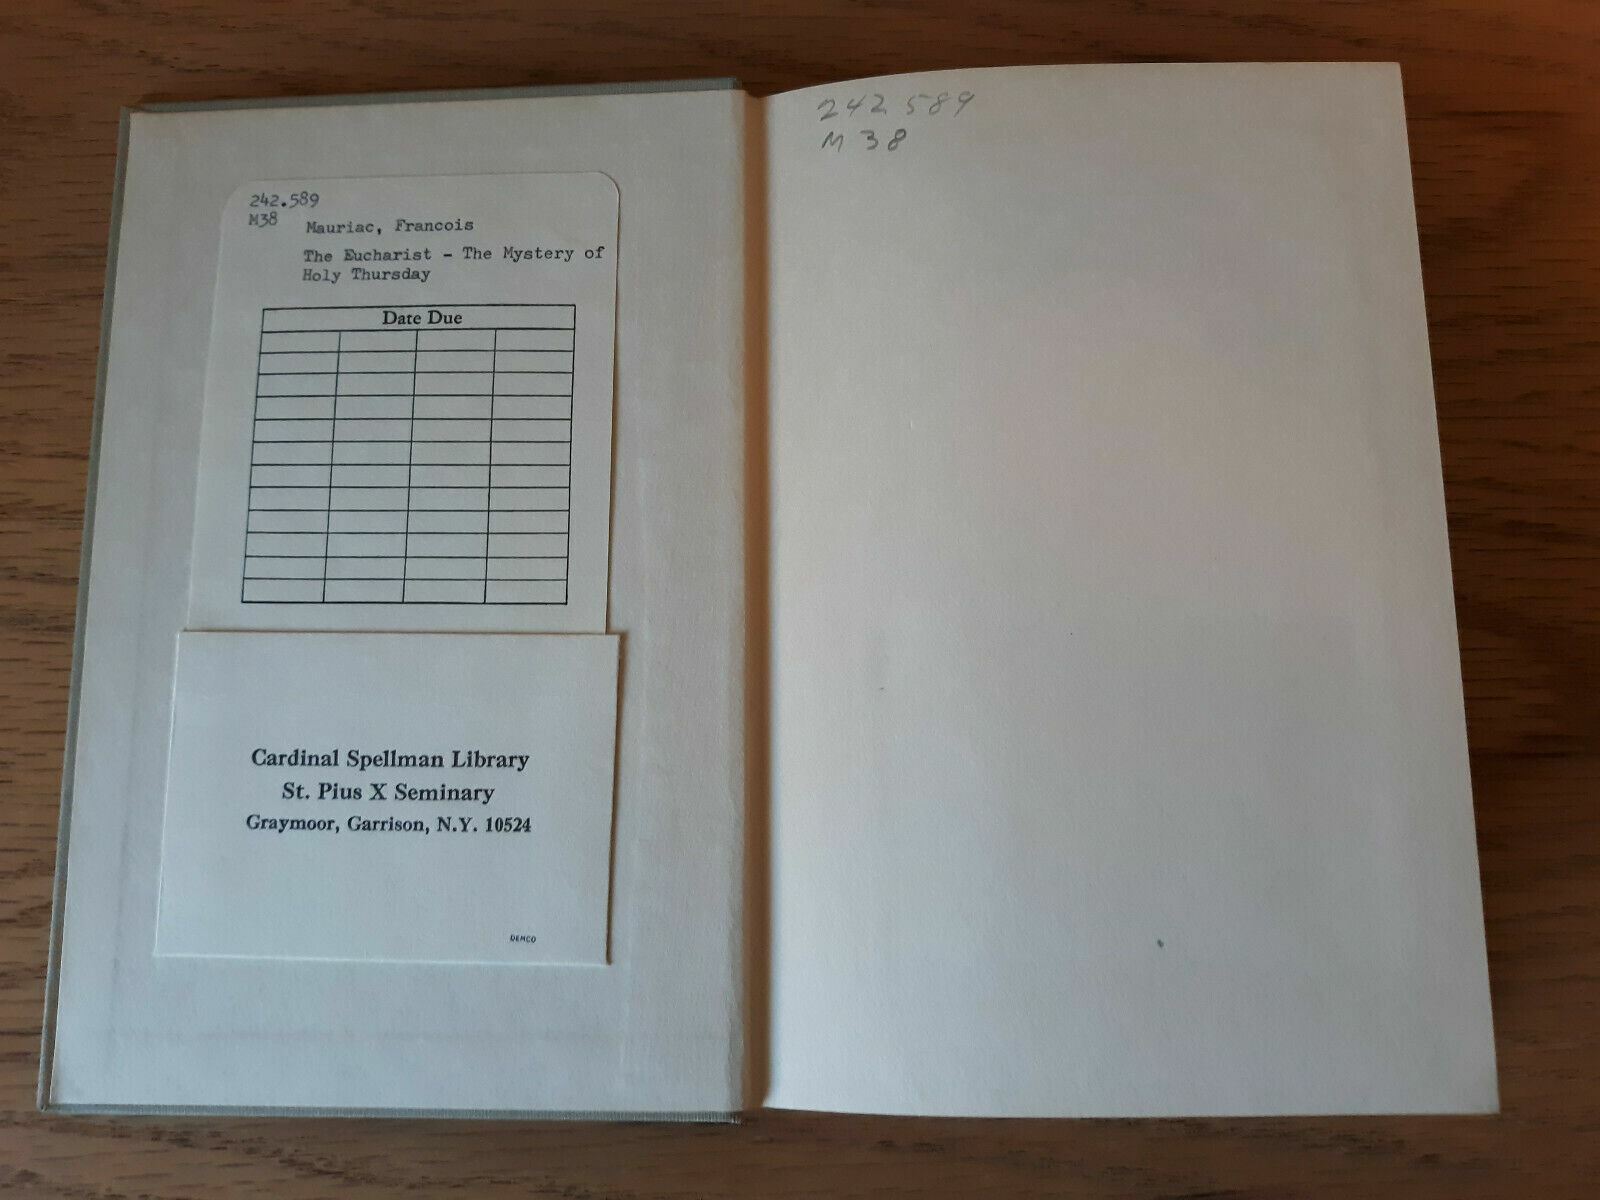 242.589
M38
Mauriac, Francois
The Eucharist - The Mystery of
Holy Thursday
Date Due
Cardinal Spellman Library
St. Pius X Seminary
Graymoor, Garrison, N.Y. 10524
DEMCO
242.589
M38